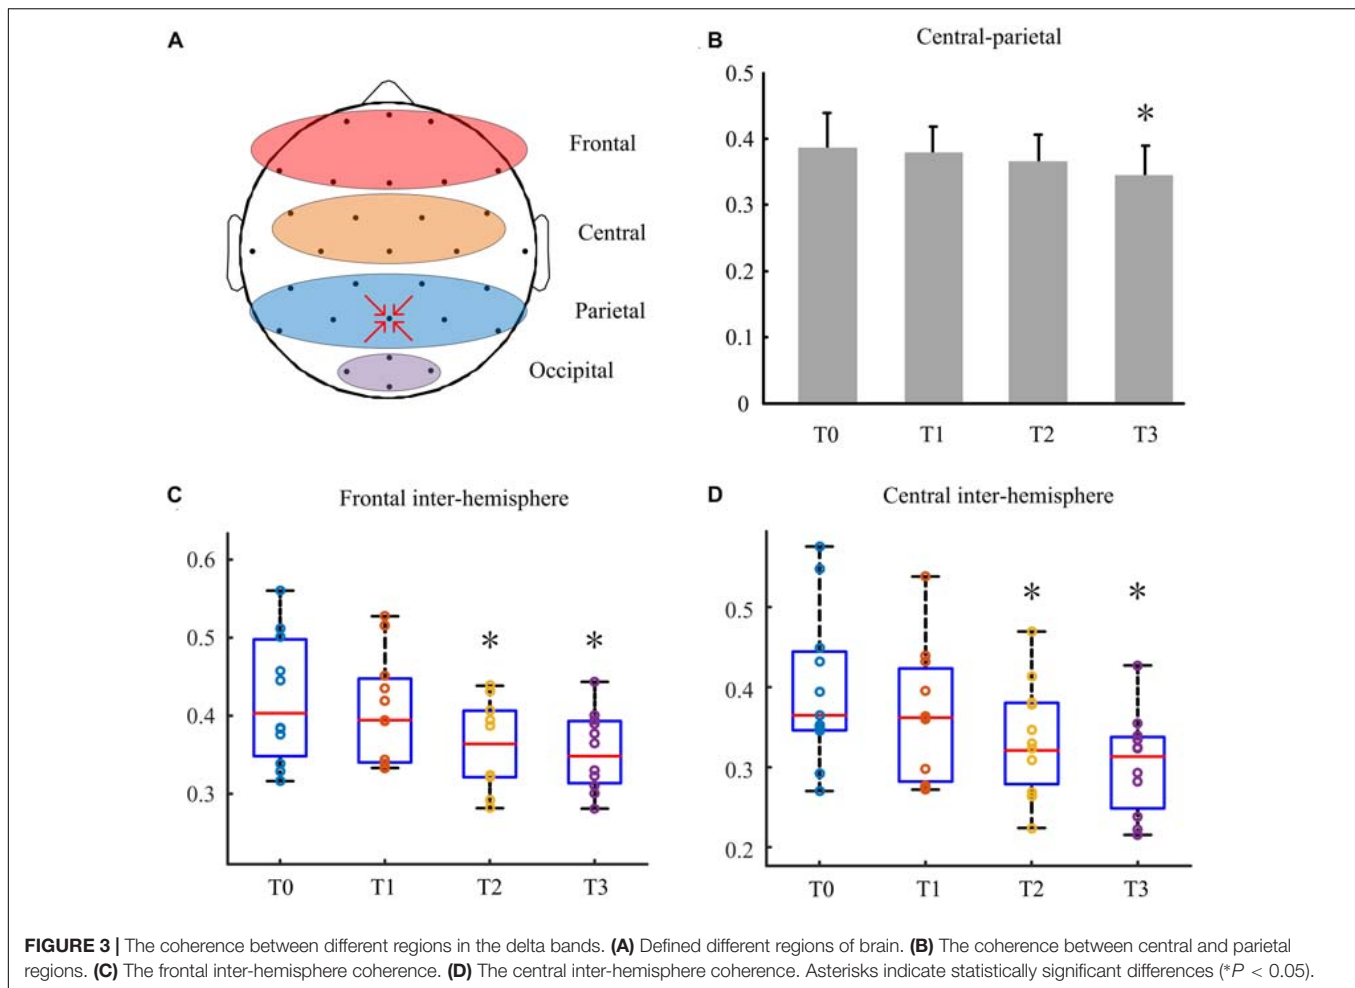 A
Frontal
Central
Parietal
Occipital
B
Central-parietal
0.5
0.4
0.3
0.2
0.1
0
*
T0 T1 T2 T3
C
Frontal inter-hemisphere
0.6
0.5
0.4
0.3
* *
T0 T1 T2 T3
D
Central inter-hemisphere
0.5
0.4
0.3
0.2
* *
T0 T1 T2 T3
FIGURE 3 | The coherence between different regions in the delta bands. (A) Defined different regions of brain. (B) The coherence between central and parietal
regions. (C) The frontal inter-hemisphere coherence. (D) The central inter-hemisphere coherence. Asterisks indicate statistically significant differences (*P < 0.05).